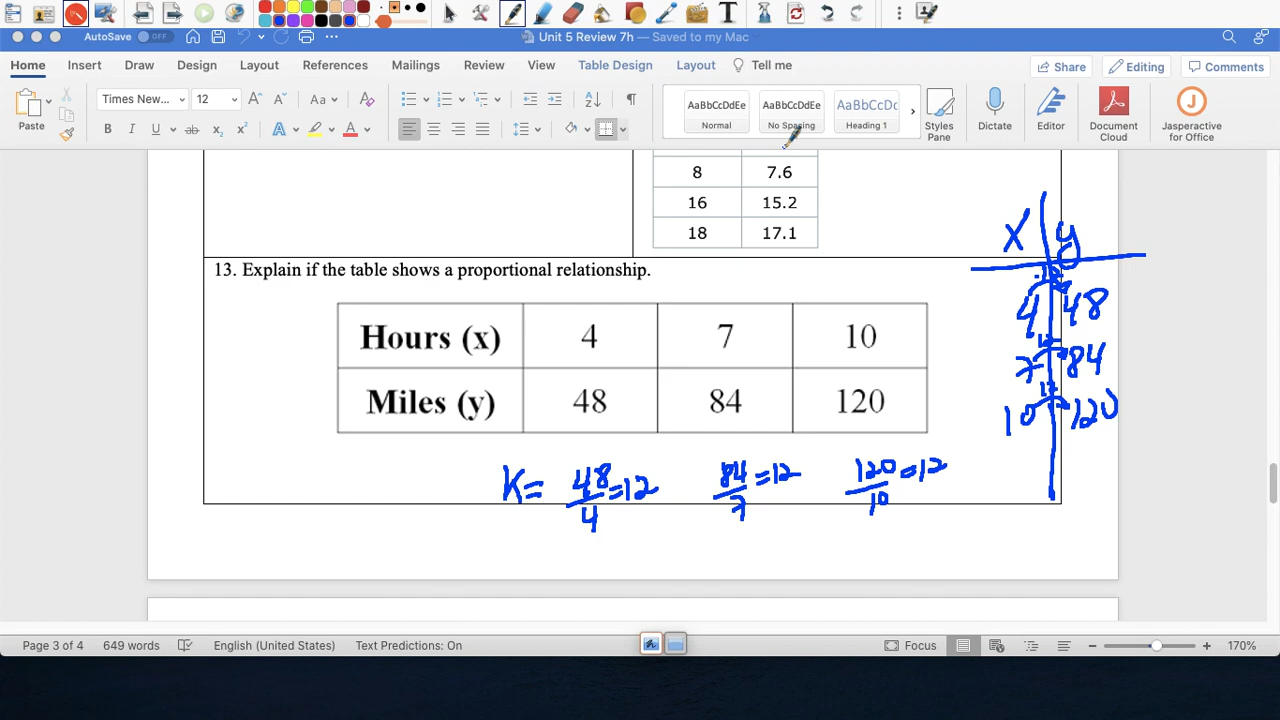 Unit 5 Review 7h — Saved to my Mac
AutoSave OFF
Home Insert Draw Design Layout References Mailings Review View Table Design Layout Tell me
Share Editing Comments
Paste
Times New... 12
Aa
AaBbCcDdEe AaBbCcDdEe AaBbCcDc
Normal No Spacing Heading 1
Styles Pane
Dictate
Editor
Adobe
Document Cloud
Jasperactive for Office
8 7.6
16 15.2
18 17.1
13. Explain if the table shows a proportional relationship.
Hours (x) 4 7 10
Miles (y) 48 84 120
K= 48/4 =12 84/7 =12 120/10 =12
x y
4 48
7 84
10 120
Page 3 of 4 649 words English (United States) Text Predictions: On Focus 170%